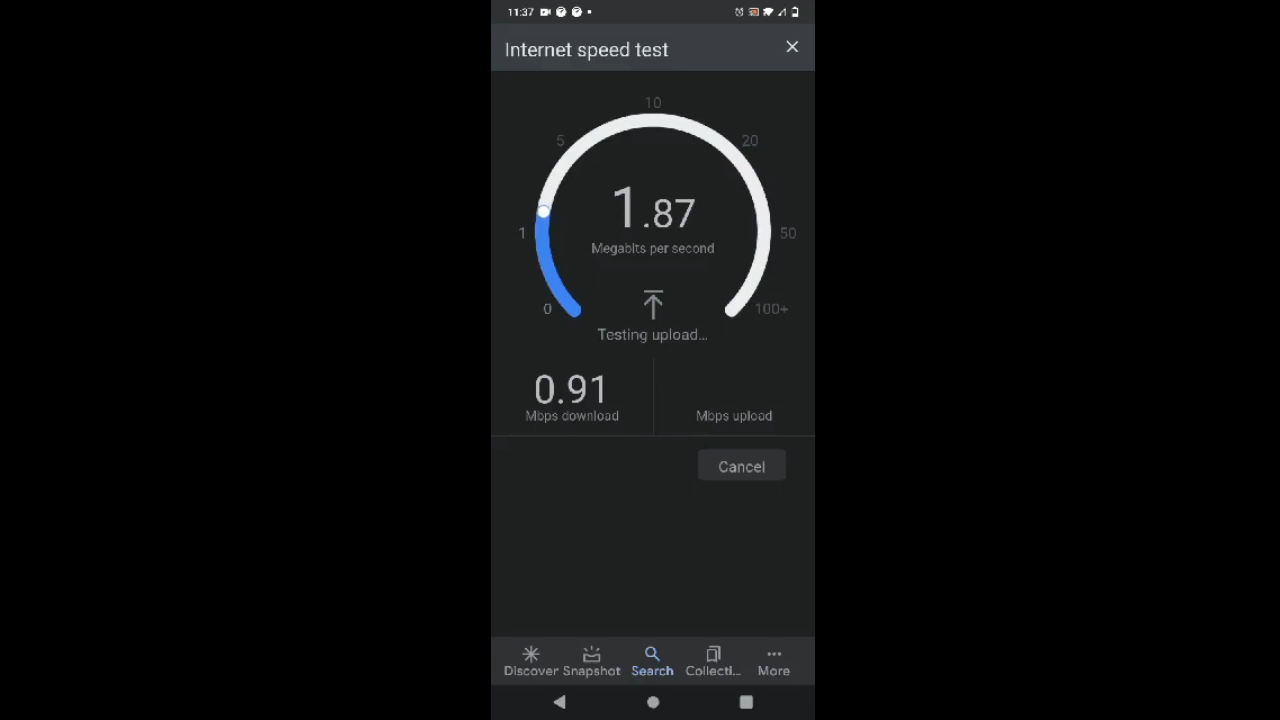 11:37
Internet speed test
10
5
20
1.87
1
50
Megabits per second
0
100+
Testing upload...
0.91
Mbps download
Mbps upload
Cancel
Discover Snapshot Search Collecti... More